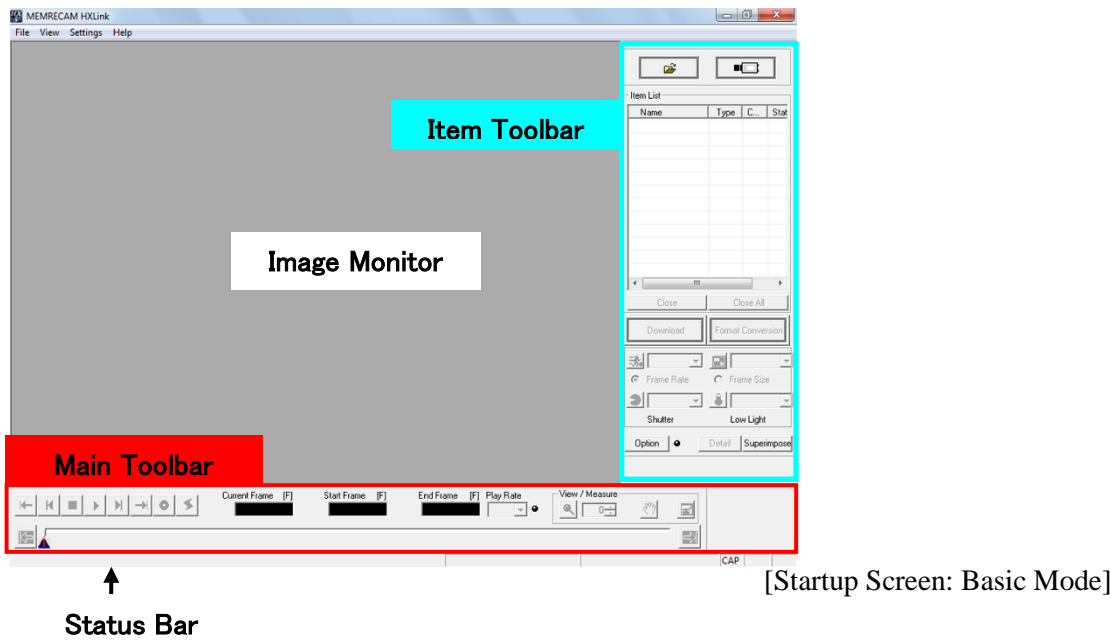 MEMRECAM HXLink
File View Settings Help
Item List
Name Type C... Stat
Item Toolbar
Image Monitor
Close Close All
Download Format Conversion
Frame Rate Frame Size
Shutter Low Light
Option Detail Superimpose
Main Toolbar
Current Frame [F] Start Frame [F] End Frame [F] Play Rate View / Measure
0
CAP
[Startup Screen: Basic Mode]
Status Bar